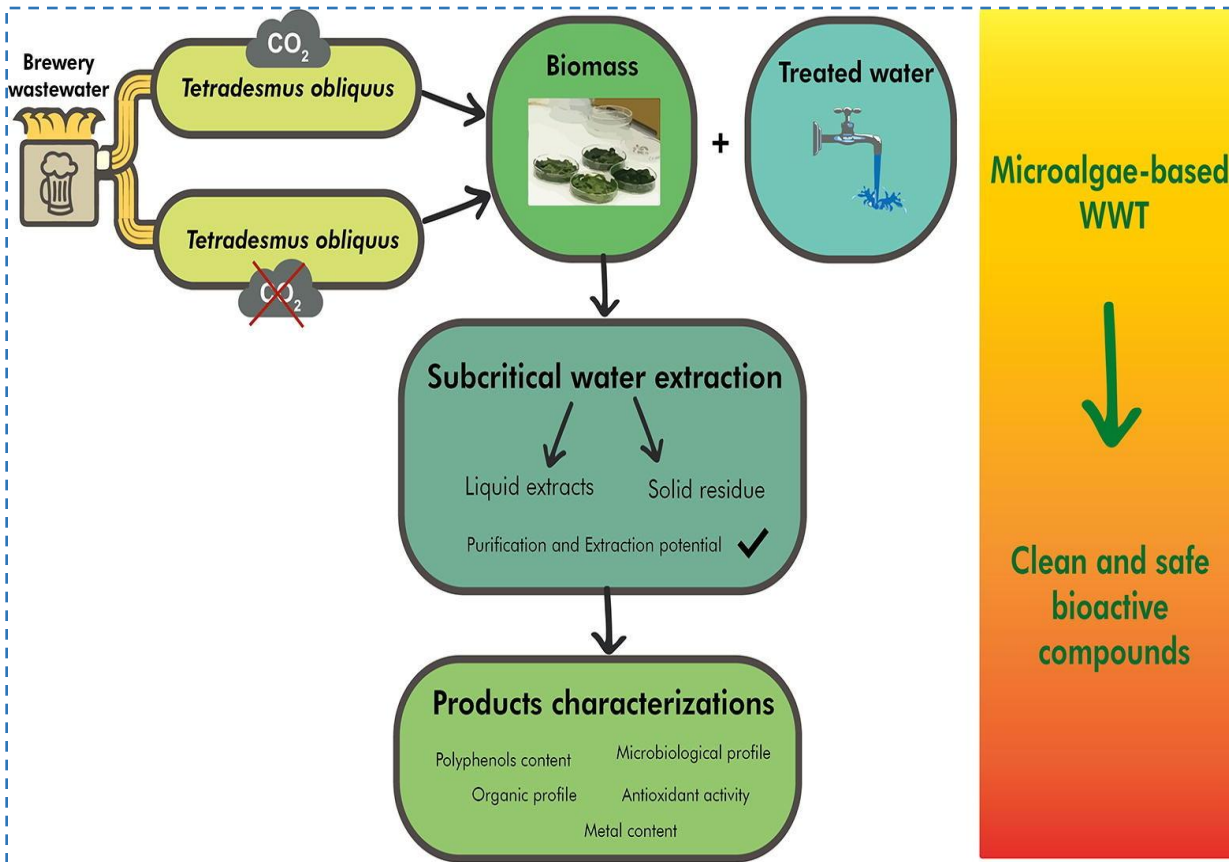 Brewery
wastewater
CO2
Tetradesmus obliquus
Tetradesmus obliquus
CO2
Biomass
+
Treated water
Subcritical water extraction
Liquid extracts
Solid residue
Purification and Extraction potential
Products characterizations
Polyphenols content
Microbiological profile
Organic profile
Antioxidant activity
Metal content
Microalgae-based
WWT
Clean and safe
bioactive
compounds